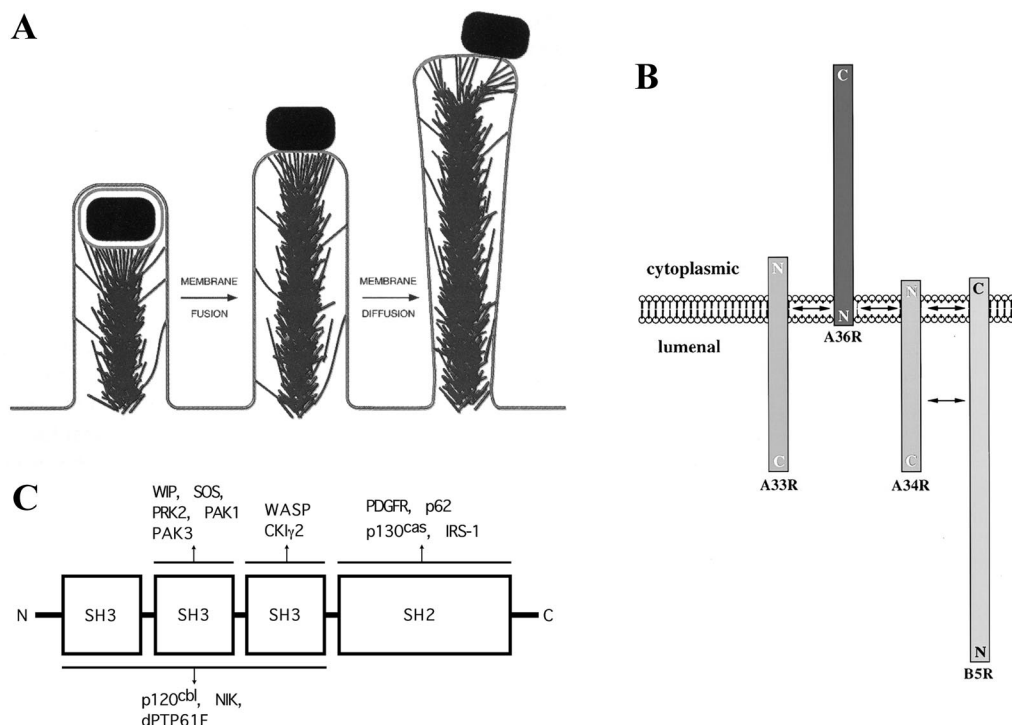 A
MEMBRANE
FUSION
MEMBRANE
DIFFUSION
B
C
cytoplasmic
N
N
N
C
lumenal
A36R
C
C
A33R
A34R
N
B5R
C
WIP, SOS,
PRK2, PAK1
PAK3
WASP
CKIγ2
PDGFR, p62
p130cas, IRS-1
N
SH3
SH3
SH3
SH2
C
p120cbl, NIK,
dPTP61F